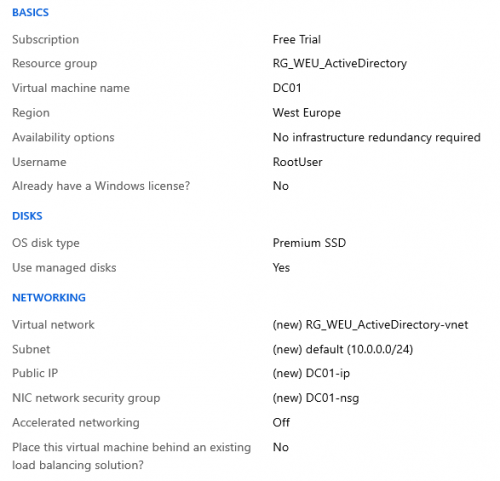 BASICS
Subscription Free Trial
Resource group RG_WEU_ActiveDirectory
Virtual machine name DC01
Region West Europe
Availability options No infrastructure redundancy required
Username RootUser
Already have a Windows license? No
DISKS
OS disk type Premium SSD
Use managed disks Yes
NETWORKING
Virtual network (new) RG_WEU_ActiveDirectory-vnet
Subnet (new) default (10.0.0.0/24)
Public IP (new) DC01-ip
NIC network security group (new) DC01-nsg
Accelerated networking Off
Place this virtual machine behind an existing No
load balancing solution?